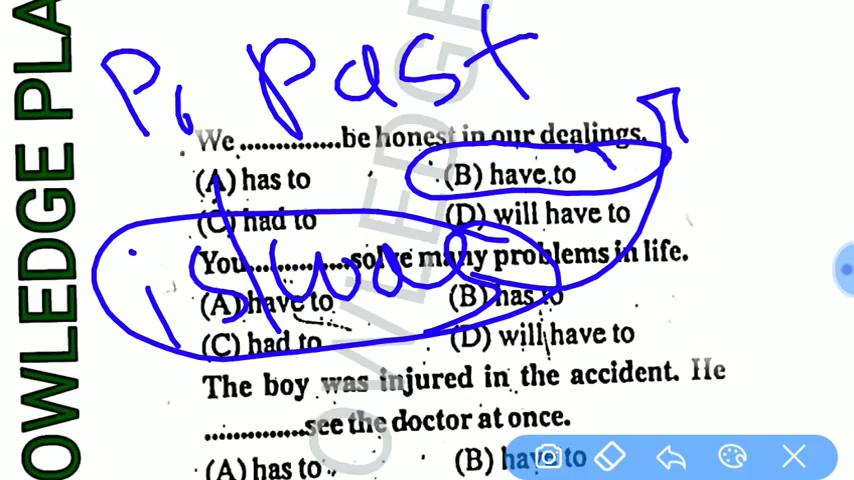 OWLEDGE PLA
OWLEDGE
P, past
We ...............be honest in our dealings.
(A) has to
(B) have to
(C) had to
(D) will have to
You...............solve many problems in life.
is/was
(A) have to
(B) has to
(C) had to
(D) will have to
The boy was injured in the accident. He
...............see the doctor at once.
(A) has to
(B) have to